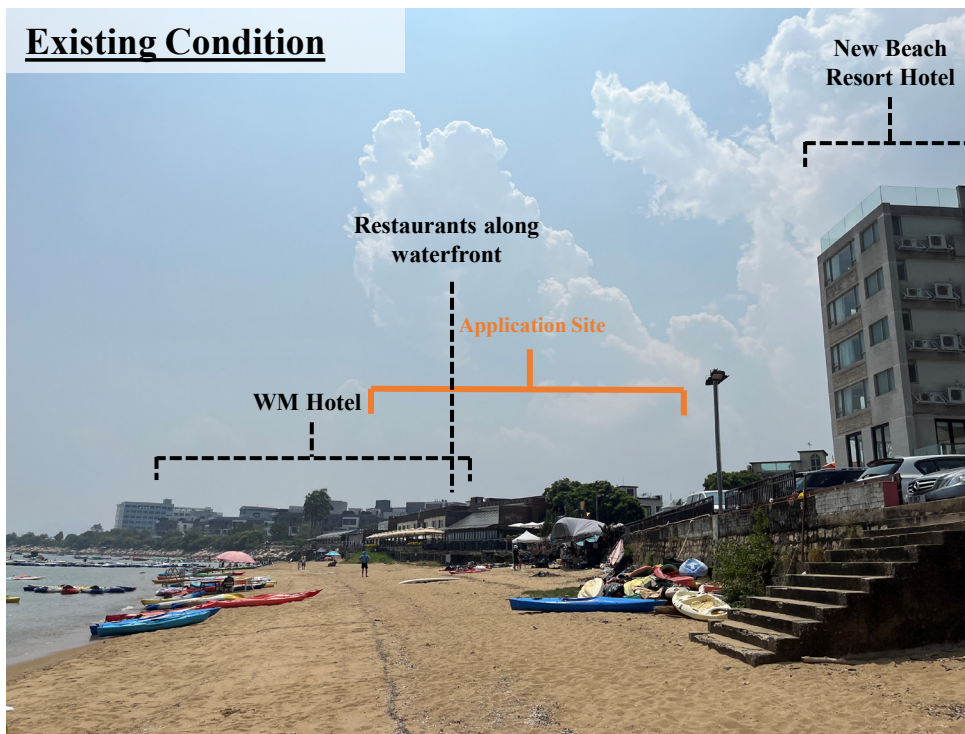 Existing Condition
New Beach
Resort Hotel
Restaurants along
waterfront
Application Site
WM Hotel